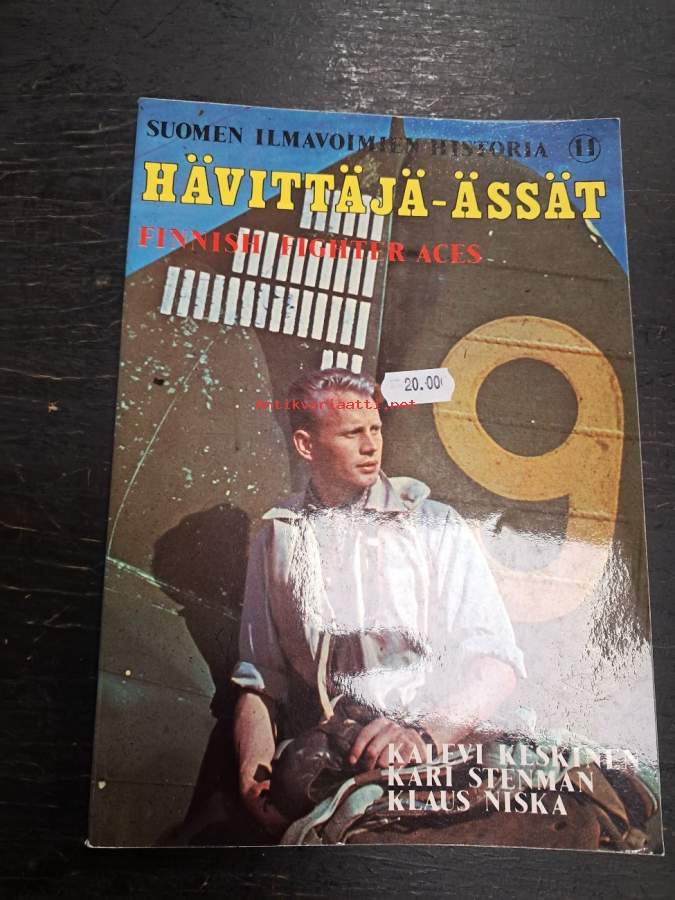 SUOMEN ILMAVOIMIEN HISTORIA 11
HÄVITTÄJÄ-ÄSSÄT
FINNISH FIGHTER ACES
20.00€
antikvariaatti.net
9
KALEVI KESKINEN
KARI STENMAN
KLAUS NISKA